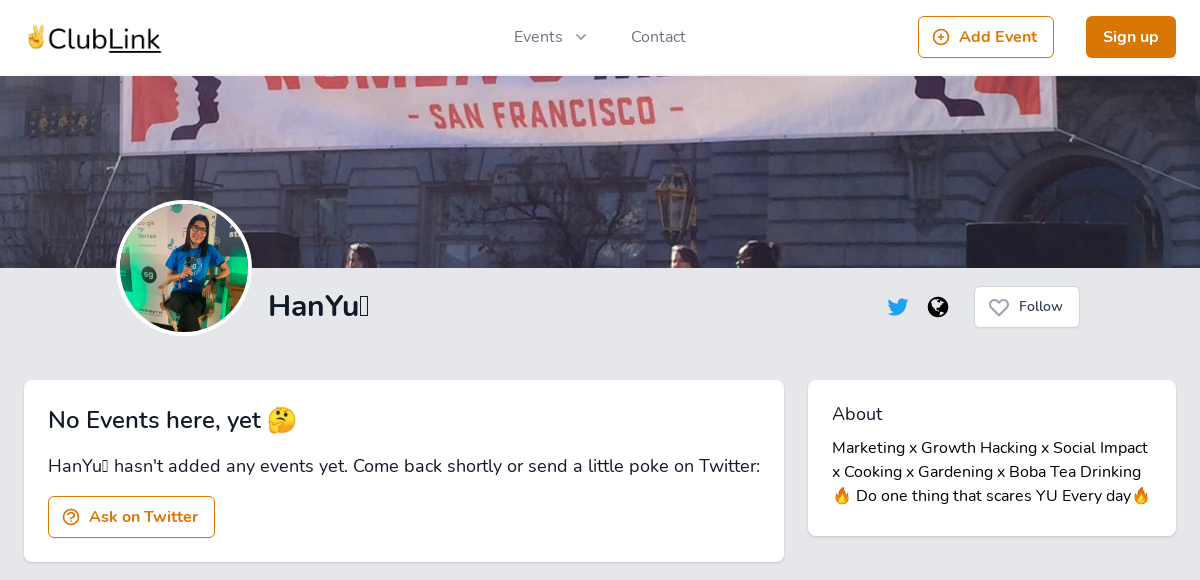 ✌ClubLink
Events
Contact
Add Event
Sign up
- SAN FRANCISCO -
HanYu
Follow
No Events here, yet 🤔
HanYu hasn't added any events yet. Come back shortly or send a little poke on Twitter:
Ask on Twitter
About
Marketing x Growth Hacking x Social Impact
x Cooking x Gardening x Boba Tea Drinking
🔥 Do one thing that scares YU Every day🔥